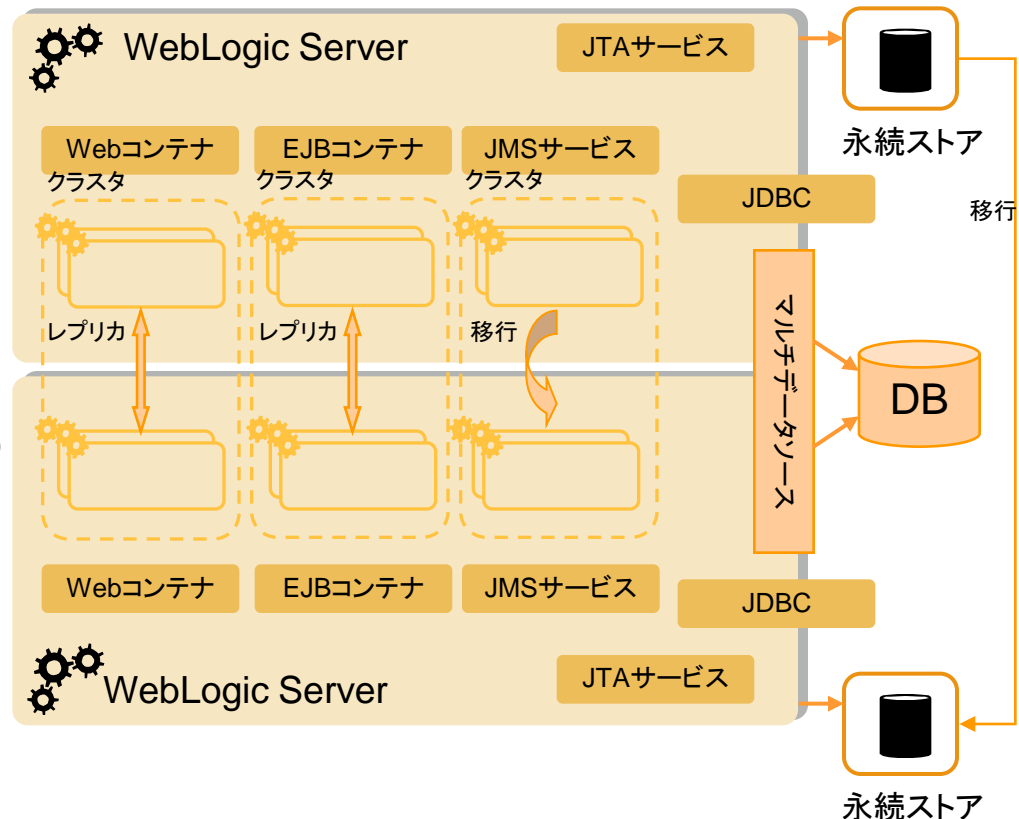 WebLogic Server
JTAサービス
永続ストア
Webコンテナ
EJBコンテナ
JMSサービス
クラスタ
クラスタ
クラスタ
JDBC
移行
レプリカ
レプリカ
移行
マルチデータソース
DB
Webコンテナ
EJBコンテナ
JMSサービス
JDBC
WebLogic Server
JTAサービス
永続ストア